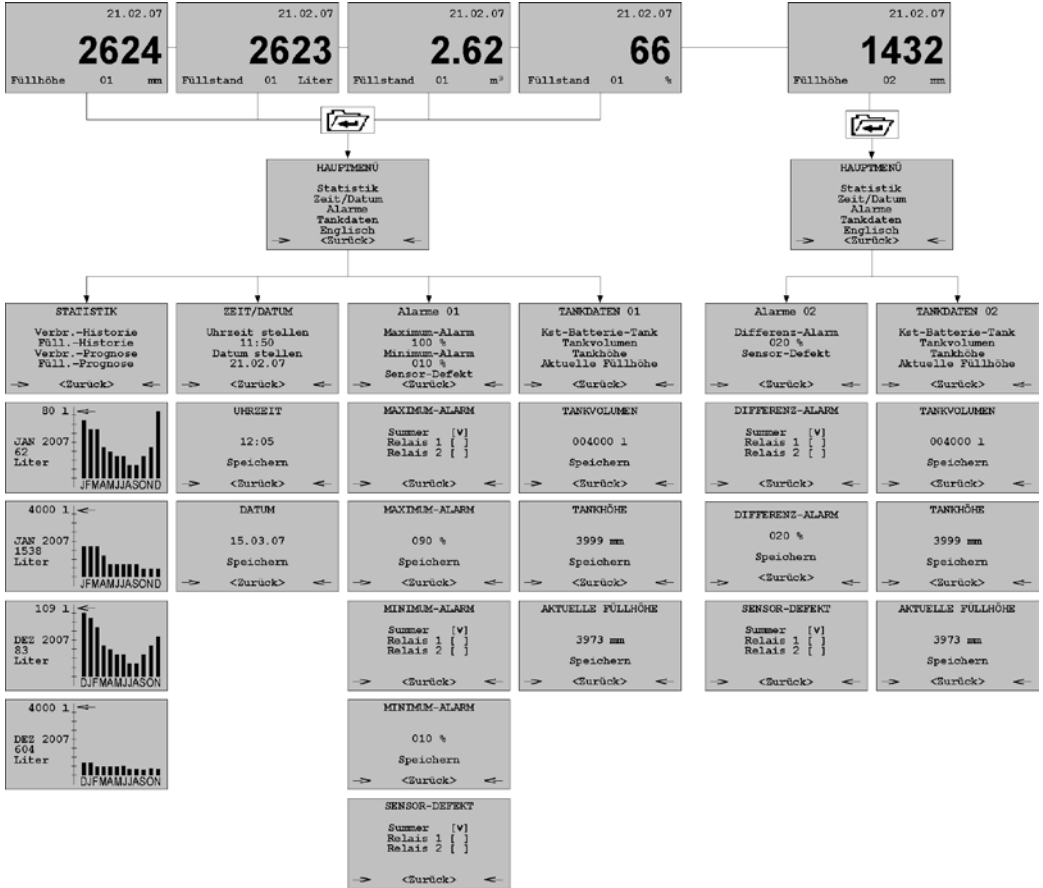 21.02.07
2624
Füllhöhe 01 mm
21.02.07
2623
Füllstand 01 Liter
21.02.07
2.62
Füllstand 01 m³
21.02.07
66
Füllstand 01 %
21.02.07
1432
Füllhöhe 02 mm
HAUPTMENÜ
Statistik
Zeit/Datum
Alarme
Tankdaten
Englisch
<Zurück>
HAUPTMENÜ
Statistik
Zeit/Datum
Alarme
Tankdaten
Englisch
<Zurück>
STATISTIK
Verbr.-Historie
Füll.-Historie
Verbr.-Prognose
Füll.-Prognose
<Zurück>
ZEIT/DATUM
Uhrzeit stellen
11:50
Datum stellen
21.02.07
<Zurück>
Alarme 01
Maximum-Alarm
100 %
Minimum-Alarm
010 %
Sensor-Defekt
<Zurück>
TANKDATEN 01
Kst-Batterie-Tank
Tankvolumen
Tankhöhe
Aktuelle Füllhöhe
<Zurück>
Alarme 02
Differenz-Alarm
020 %
Sensor-Defekt
<Zurück>
TANKDATEN 02
Kst-Batterie-Tank
Tankvolumen
Tankhöhe
Aktuelle Füllhöhe
<Zurück>
80 l
JAN 2007
62
Liter
JFMAMJJASOND
UHRZEIT
12:05
Speichern
<Zurück>
MAXIMUM-ALARM
Summer [v]
Relais 1 [ ]
Relais 2 [ ]
<Zurück>
TANKVOLUMEN
004000 l
Speichern
<Zurück>
DIFFERENZ-ALARM
Summer [v]
Relais 1 [ ]
Relais 2 [ ]
<Zurück>
TANKVOLUMEN
004000 l
Speichern
<Zurück>
4000 l
JAN 2007
1538
Liter
JFMAMJJASOND
DATUM
15.03.07
Speichern
<Zurück>
MAXIMUM-ALARM
090 %
Speichern
<Zurück>
TANKHÖHE
3999 mm
Speichern
<Zurück>
DIFFERENZ-ALARM
020 %
Speichern
<Zurück>
TANKHÖHE
3999 mm
Speichern
<Zurück>
109 l
DEZ 2007
83
Liter
DJFMAMJJASON
MINIMUM-ALARM
Summer [v]
Relais 1 [ ]
Relais 2 [ ]
<Zurück>
AKTUELLE FÜLLHÖHE
3973 mm
Speichern
<Zurück>
SENSOR-DEFEKT
Summer [v]
Relais 1 [ ]
Relais 2 [ ]
<Zurück>
AKTUELLE FÜLLHÖHE
3973 mm
Speichern
<Zurück>
4000 l
DEZ 2007
604
Liter
DJFMAMJJASON
MINIMUM-ALARM
010 %
Speichern
<Zurück>
SENSOR-DEFEKT
Summer [v]
Relais 1 [ ]
Relais 2 [ ]
<Zurück>